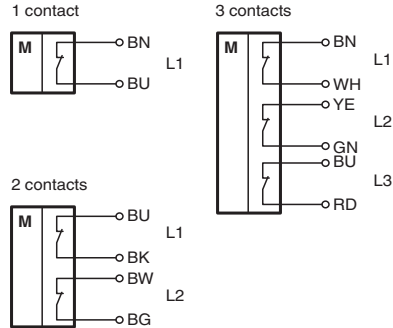 1 contact
M
BN
L1
BU
2 contacts
M
BU
L1
BK
BW
L2
BG
3 contacts
M
BN
L1
WH
YE
L2
GN
BU
L3
RD